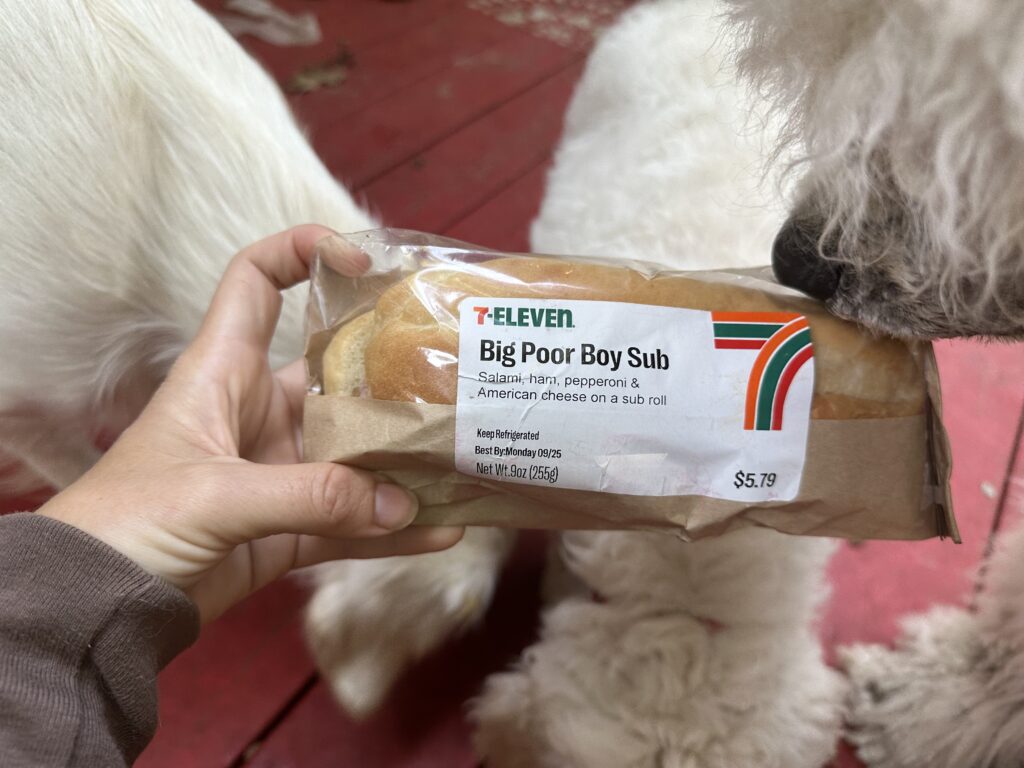 7-ELEVEN.
Big Poor Boy Sub
Salami, ham, pepperoni &
American cheese on a sub roll
Keep Refrigerated
Best By:Monday 09/25
Net Wt.9oz (255g)
$5.79